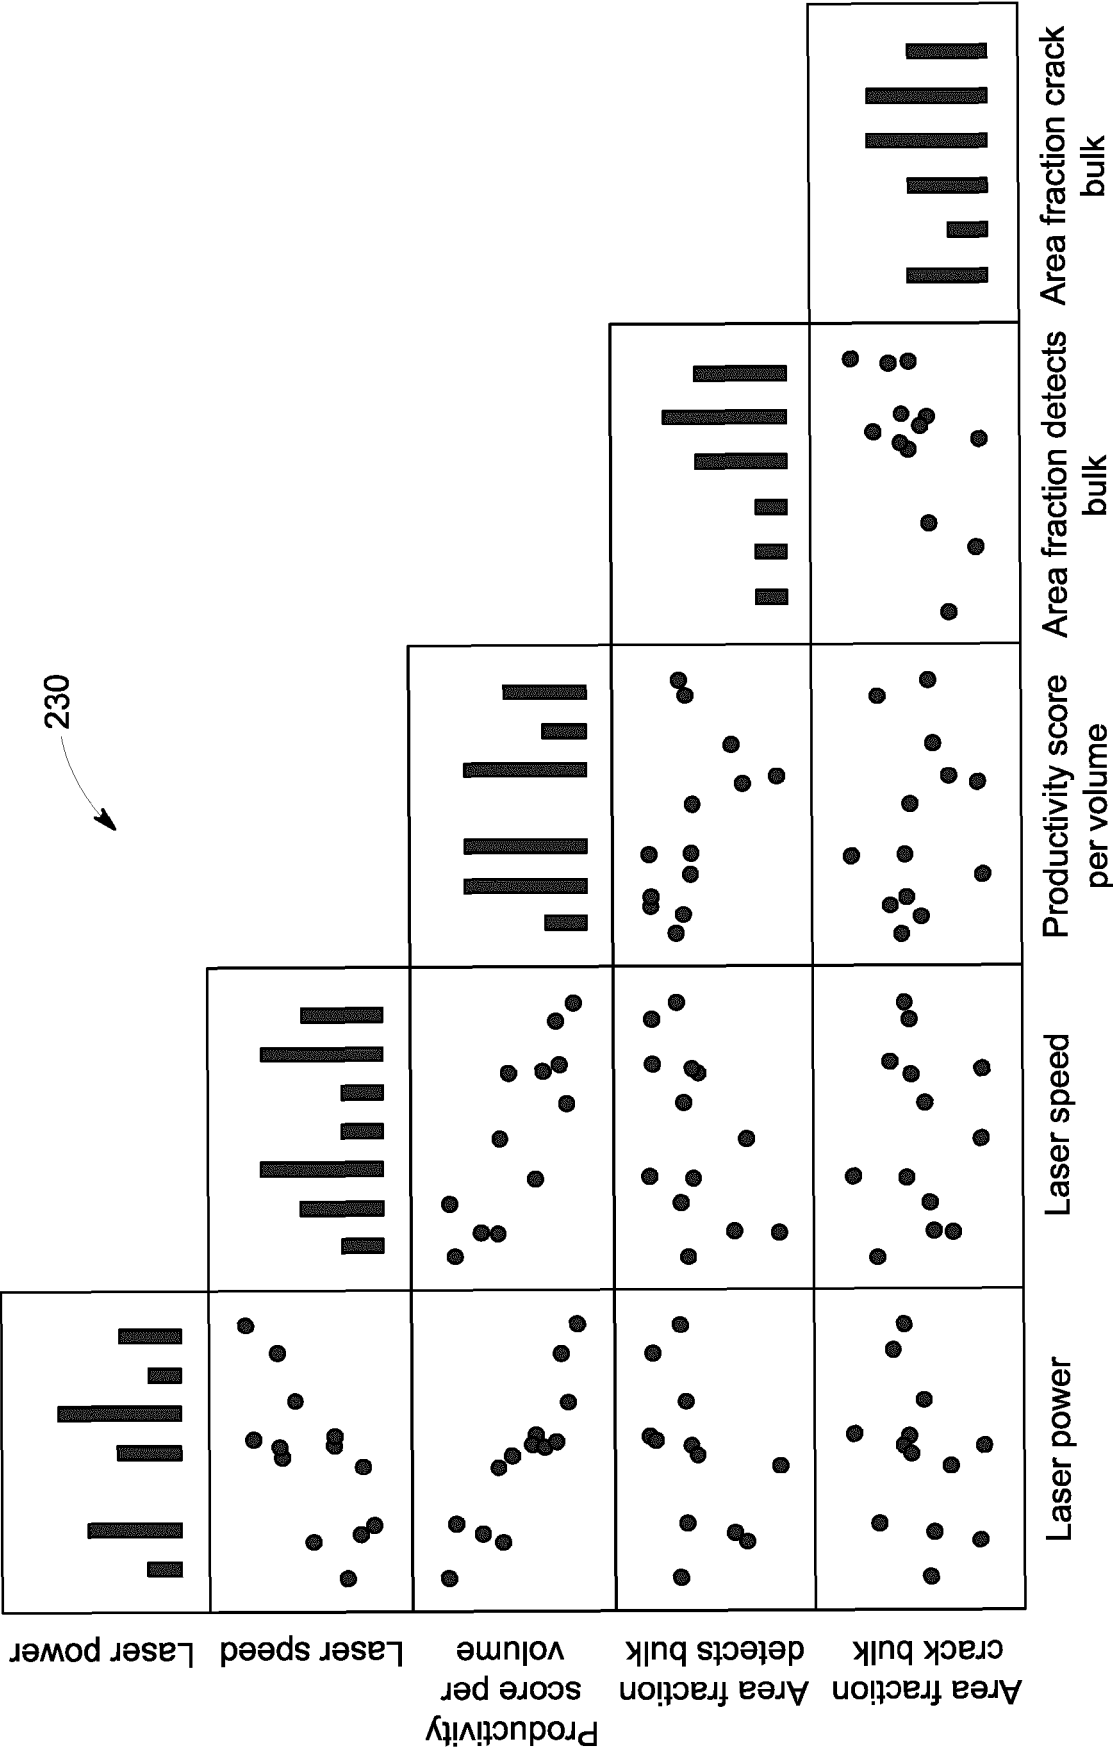 230
Laser power
Laser speed
Productivity
score per
volume
Area fraction
detects bulk
Area fraction
crack bulk
Laser power
Laser speed
Productivity score
per volume
Area fraction detects
bulk
Area fraction crack
bulk